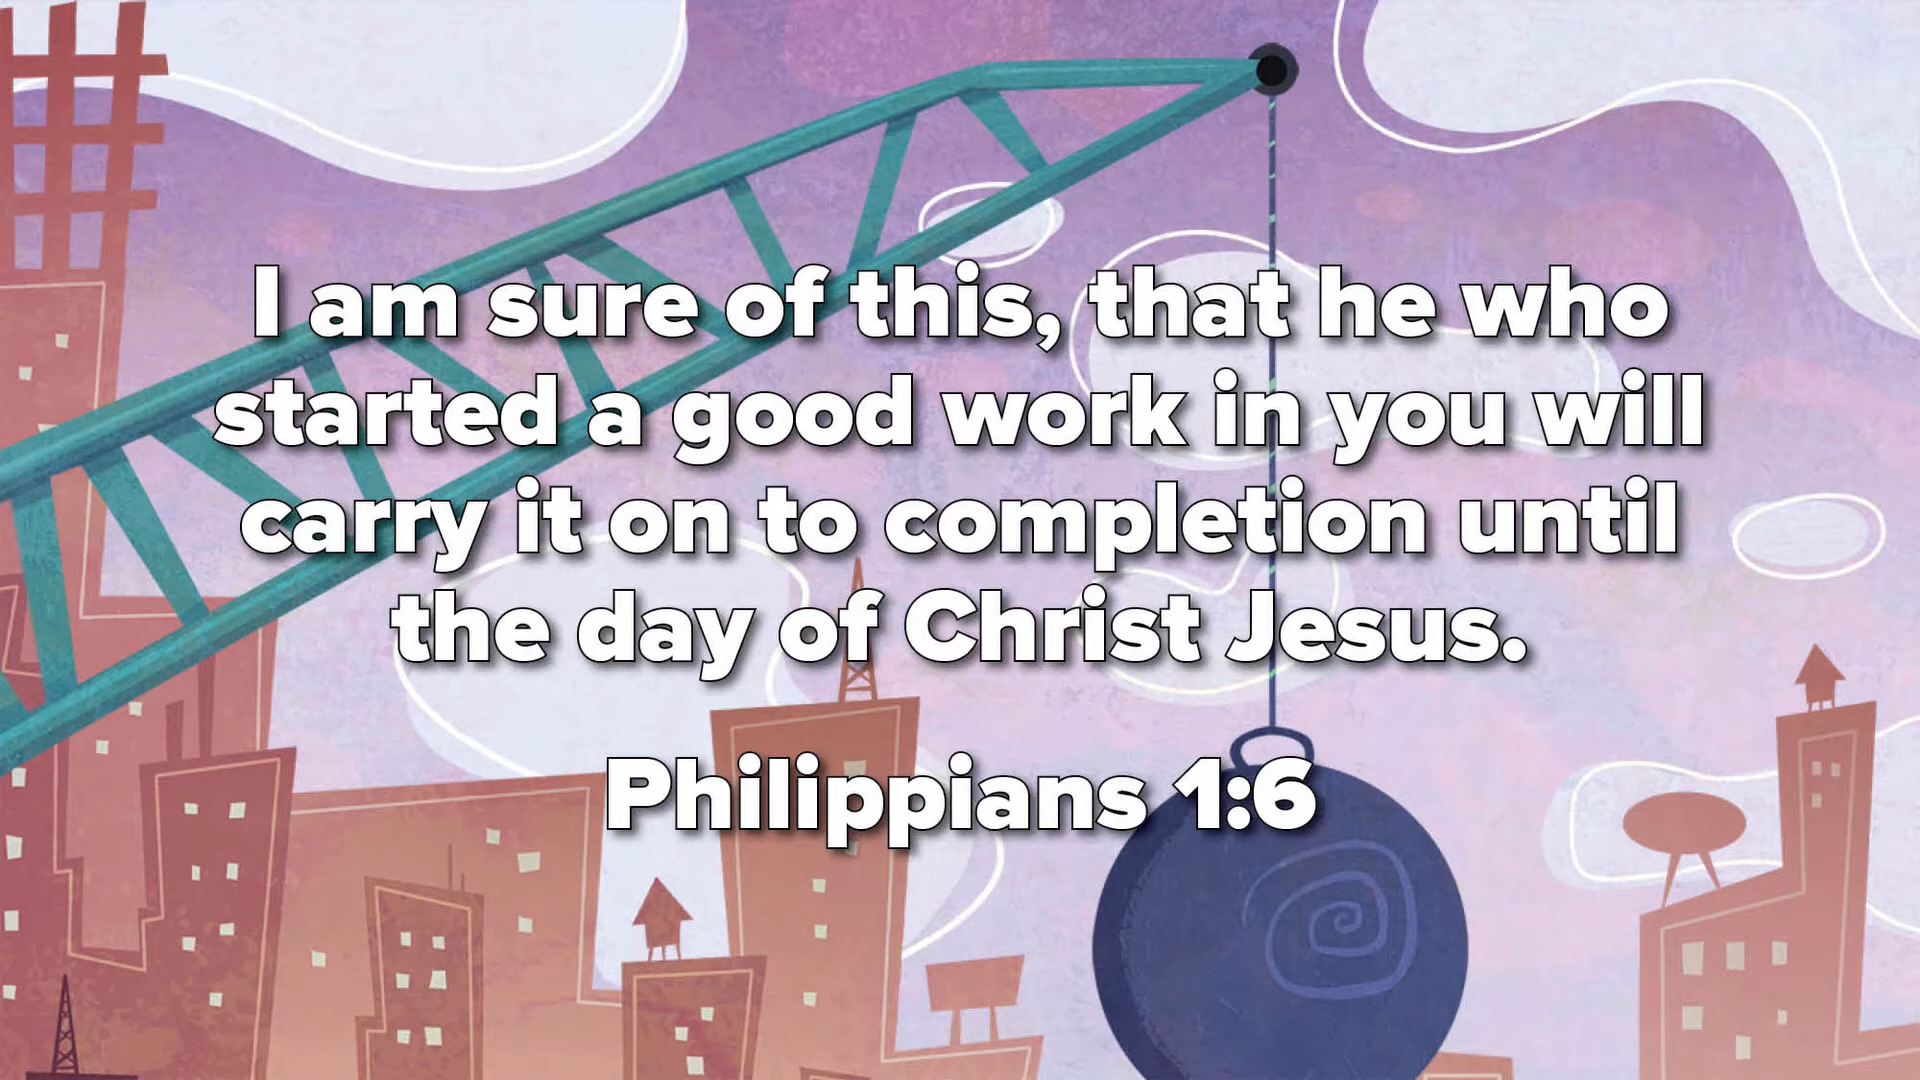 I am sure of this, that he who
started a good work in you will
carry it on to completion until
the day of Christ Jesus.
Philippians 1:6